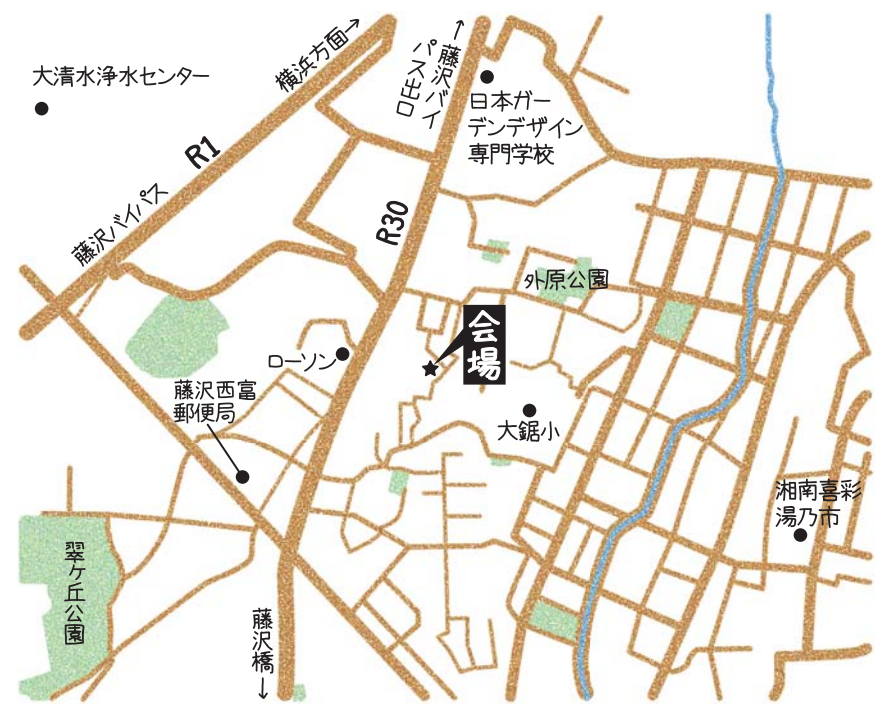 横浜方面→
↑藤沢バイ
パス出口
大清水浄水センター
日本ガー
デンデザイン
専門学校
R1
藤沢バイパス
R30
外原公園
会場
ローソン
藤沢西富
郵便局
大鋸小
湘南喜彩
湯乃市
翠ヶ丘公園
藤沢橋↓